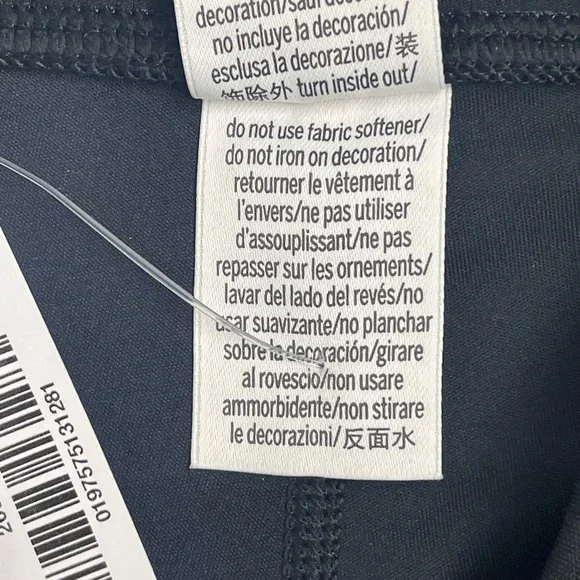 no incluye la decoración/
esclusa la decorazione/装
饰除外 turn inside out/
do not use fabric softener/
do not iron on decoration/
retourner le vêtement à
l'envers/ne pas utiliser
d'assouplissant/ne pas
repasser sur les ornements/
lavar del lado del revés/no
usar suavizante/no planchar
sobre la decoración/girare
al rovescio/non usare
ammorbidente/non stirare
le decorazioni/反面水
0197575131281